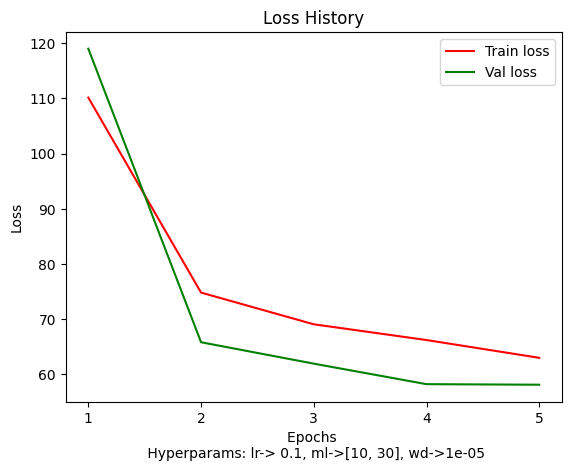 Loss History
Train loss
Val loss
120
110
100
90
80
70
60
Loss
1 2 3 4 5
Epochs
Hyperparams: lr-> 0.1, ml->[10, 30], wd->1e-05